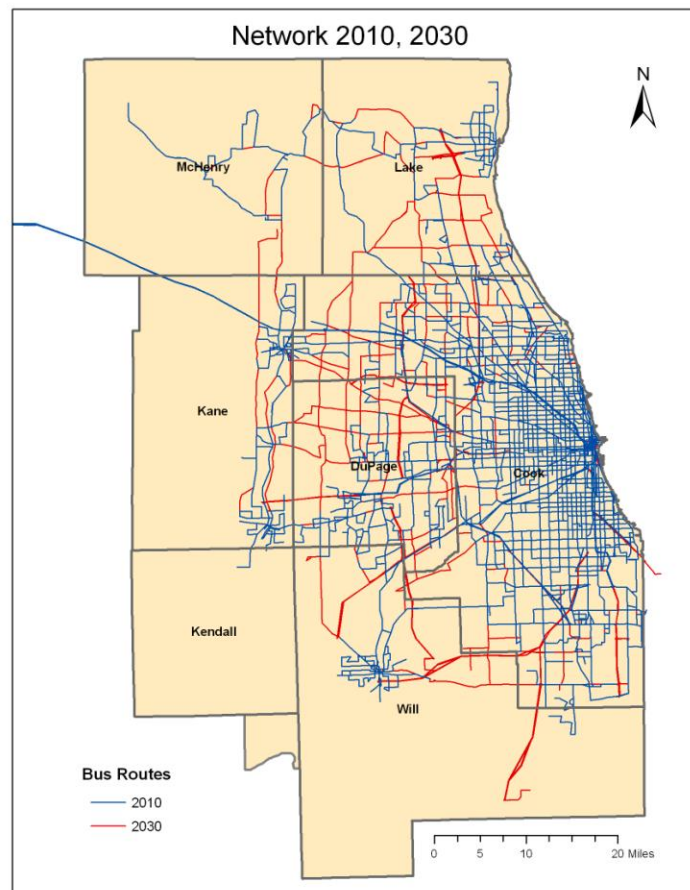 Network 2010, 2030
N
McHenry
Lake
Kane
DuPage
Cook
Kendall
Will
Bus Routes
2010
2030
0 5 10 20 Miles